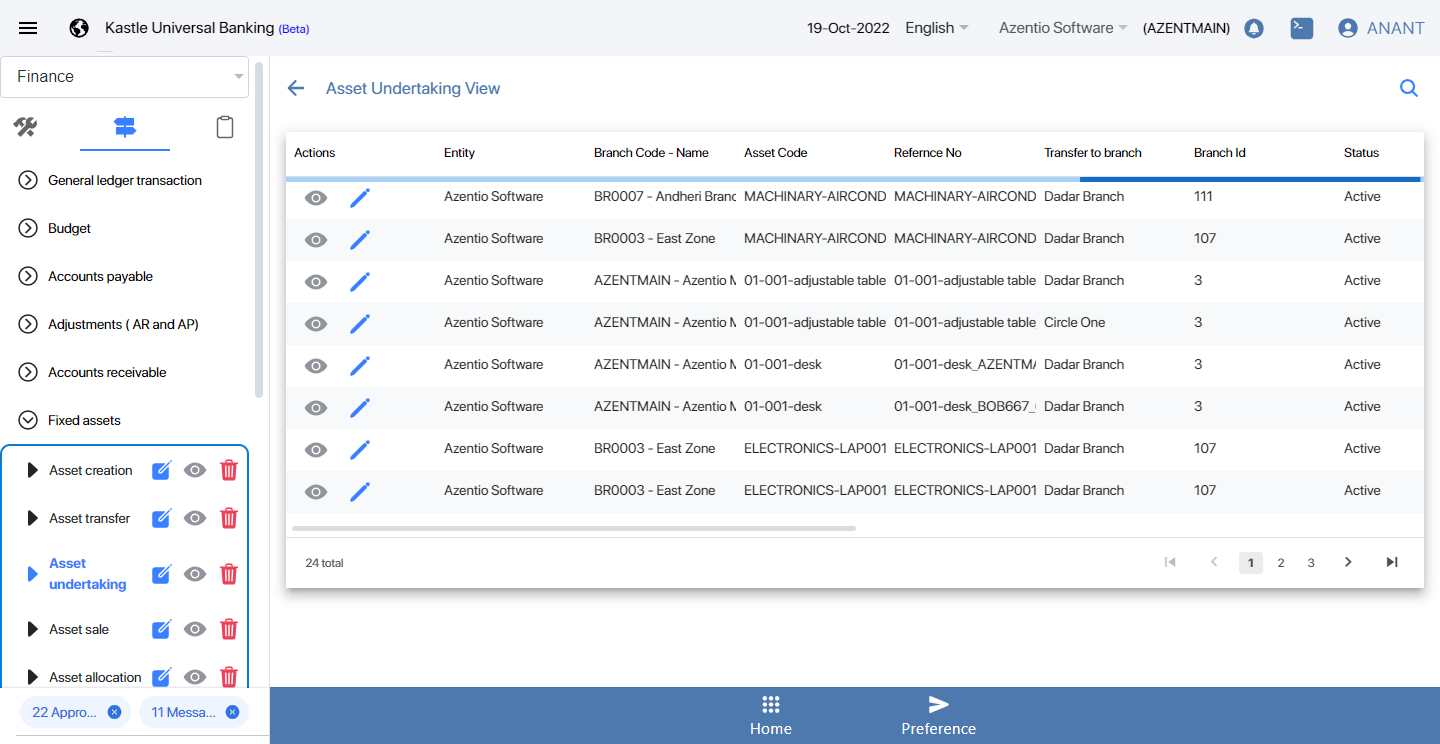 Kastle Universal Banking (Beta)
19-Oct-2022 English Azentio Software (AZENTMAIN) ANANT
Finance
General ledger transaction
Budget
Accounts payable
Adjustments ( AR and AP)
Accounts receivable
Fixed assets
Asset creation
Asset transfer
Asset
undertaking
Asset sale
Asset allocation
22 Appro... 11 Messa...
Asset Undertaking View
Actions Entity Branch Code - Name Asset Code Refernce No Transfer to branch Branch Id Status
Azentio Software BR0007 - Andheri Branc MACHINARY-AIRCOND MACHINARY-AIRCOND Dadar Branch 111 Active
Azentio Software BR0003 - East Zone MACHINARY-AIRCOND MACHINARY-AIRCOND Dadar Branch 107 Active
Azentio Software AZENTMAIN - Azentio M 01-001-adjustable table 01-001-adjustable table Dadar Branch 3 Active
Azentio Software AZENTMAIN - Azentio M 01-001-adjustable table 01-001-adjustable table Circle One 3 Active
Azentio Software AZENTMAIN - Azentio M 01-001-desk 01-001-desk_AZENTMA Dadar Branch 3 Active
Azentio Software AZENTMAIN - Azentio M 01-001-desk 01-001-desk_BOB667_ Dadar Branch 3 Active
Azentio Software BR0003 - East Zone ELECTRONICS-LAP001 ELECTRONICS-LAP001 Dadar Branch 107 Active
Azentio Software BR0003 - East Zone ELECTRONICS-LAP001 ELECTRONICS-LAP001 Dadar Branch 107 Active
24 total 1 2 3
Home Preference